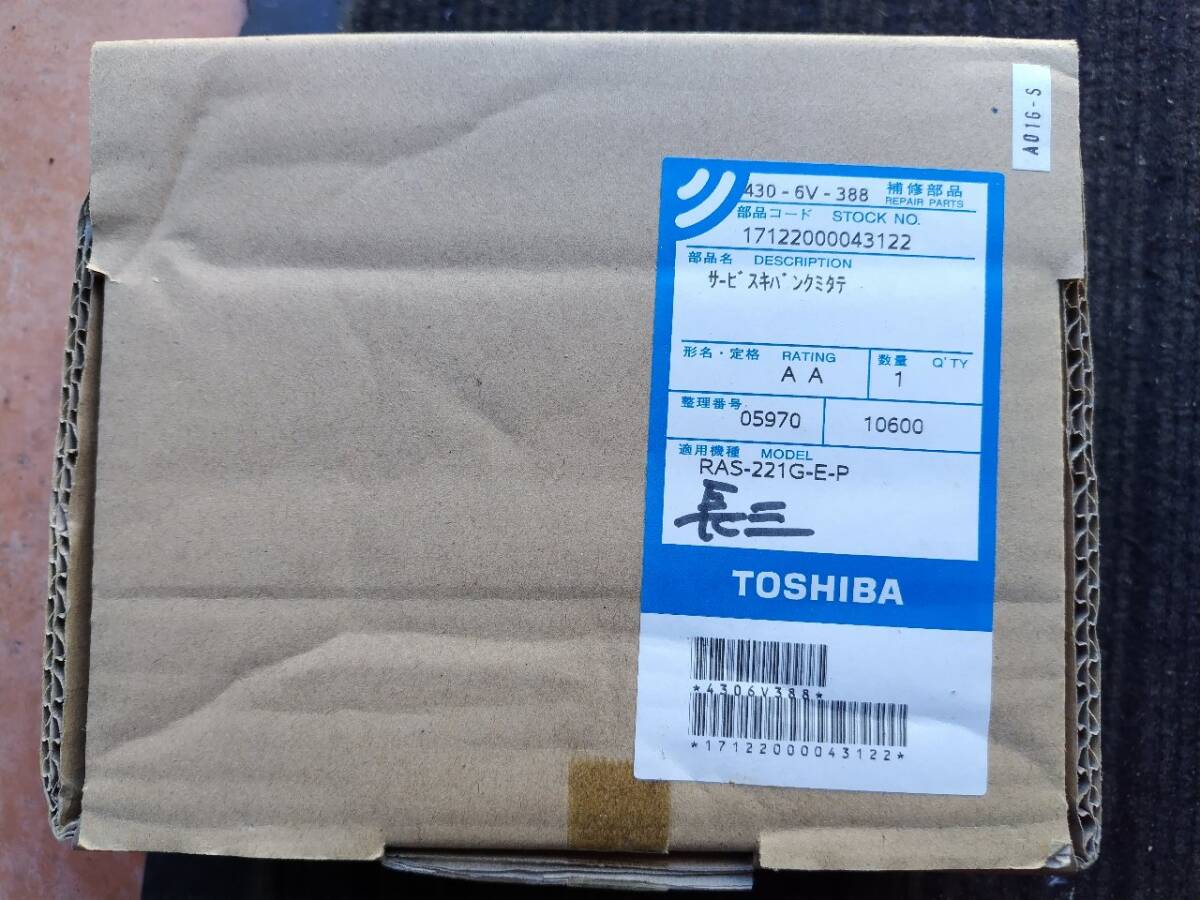 A01G-S
430-6V-388 補修部品
REPAIR PARTS
部品コード STOCK NO.
17122000043122
部品名 DESCRIPTION
ｻｰﾋﾞｽｷﾊﾞﾝｸﾐﾀﾃ
形名・定格 RATING 数量 Q'TY
A A 1
整理番号 05970 10600
適用機種 MODEL
RAS-221G-E-P
長三
TOSHIBA
*4306V388*
*17122000043122*